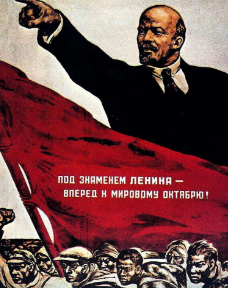 ПОД ЗНАМЕНЕМ ЛЕНИНА —
ВПЕРЕД К МИРОВОМУ ОКТЯБРЮ!